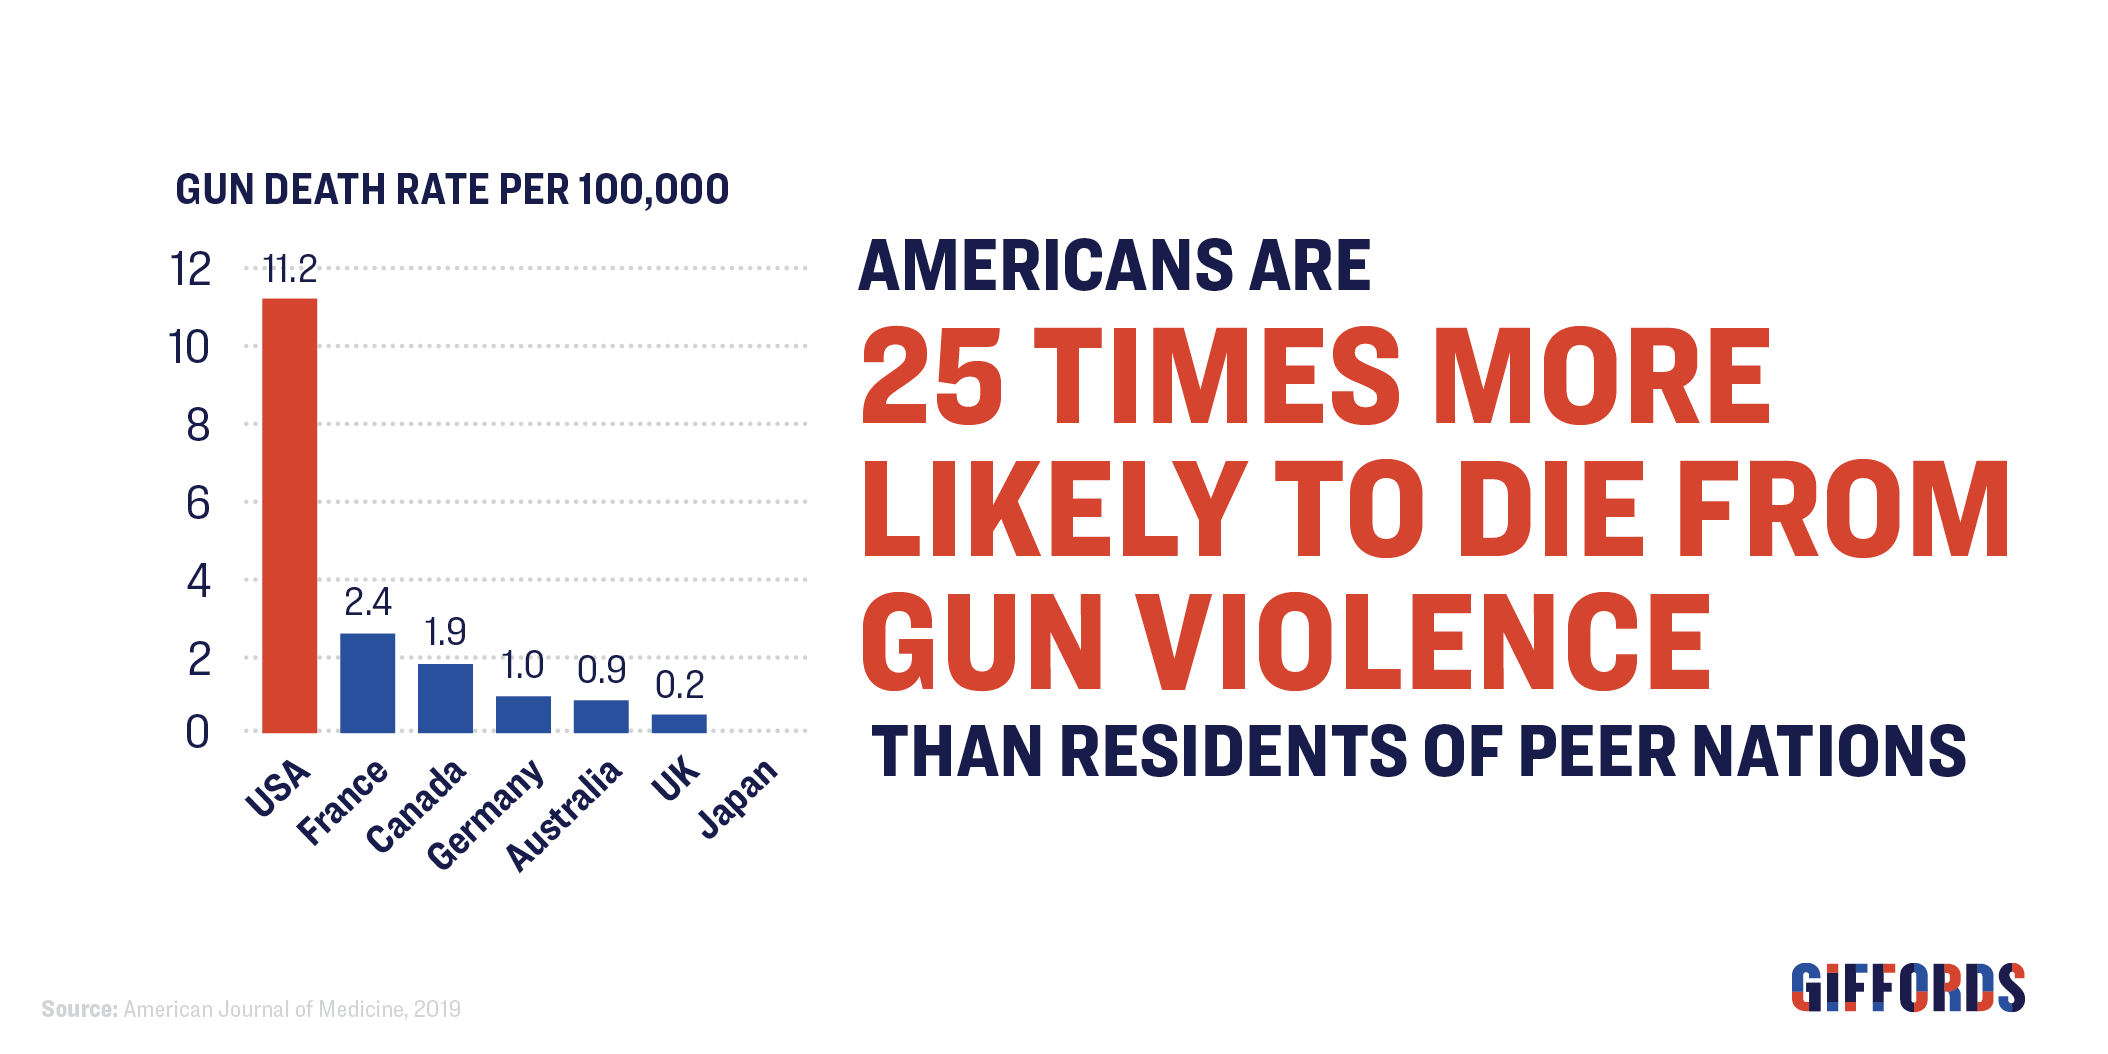 GUN DEATH RATE PER 100,000
12
10
8
6
4
2
0
11.2
2.4
1.9
1.0
0.9
0.2
USA
France
Canada
Germany
Australia
UK
Japan
AMERICANS ARE
25 TIMES MORE
LIKELY TO DIE FROM
GUN VIOLENCE
THAN RESIDENTS OF PEER NATIONS
Source: American Journal of Medicine, 2019
GIFFORDS